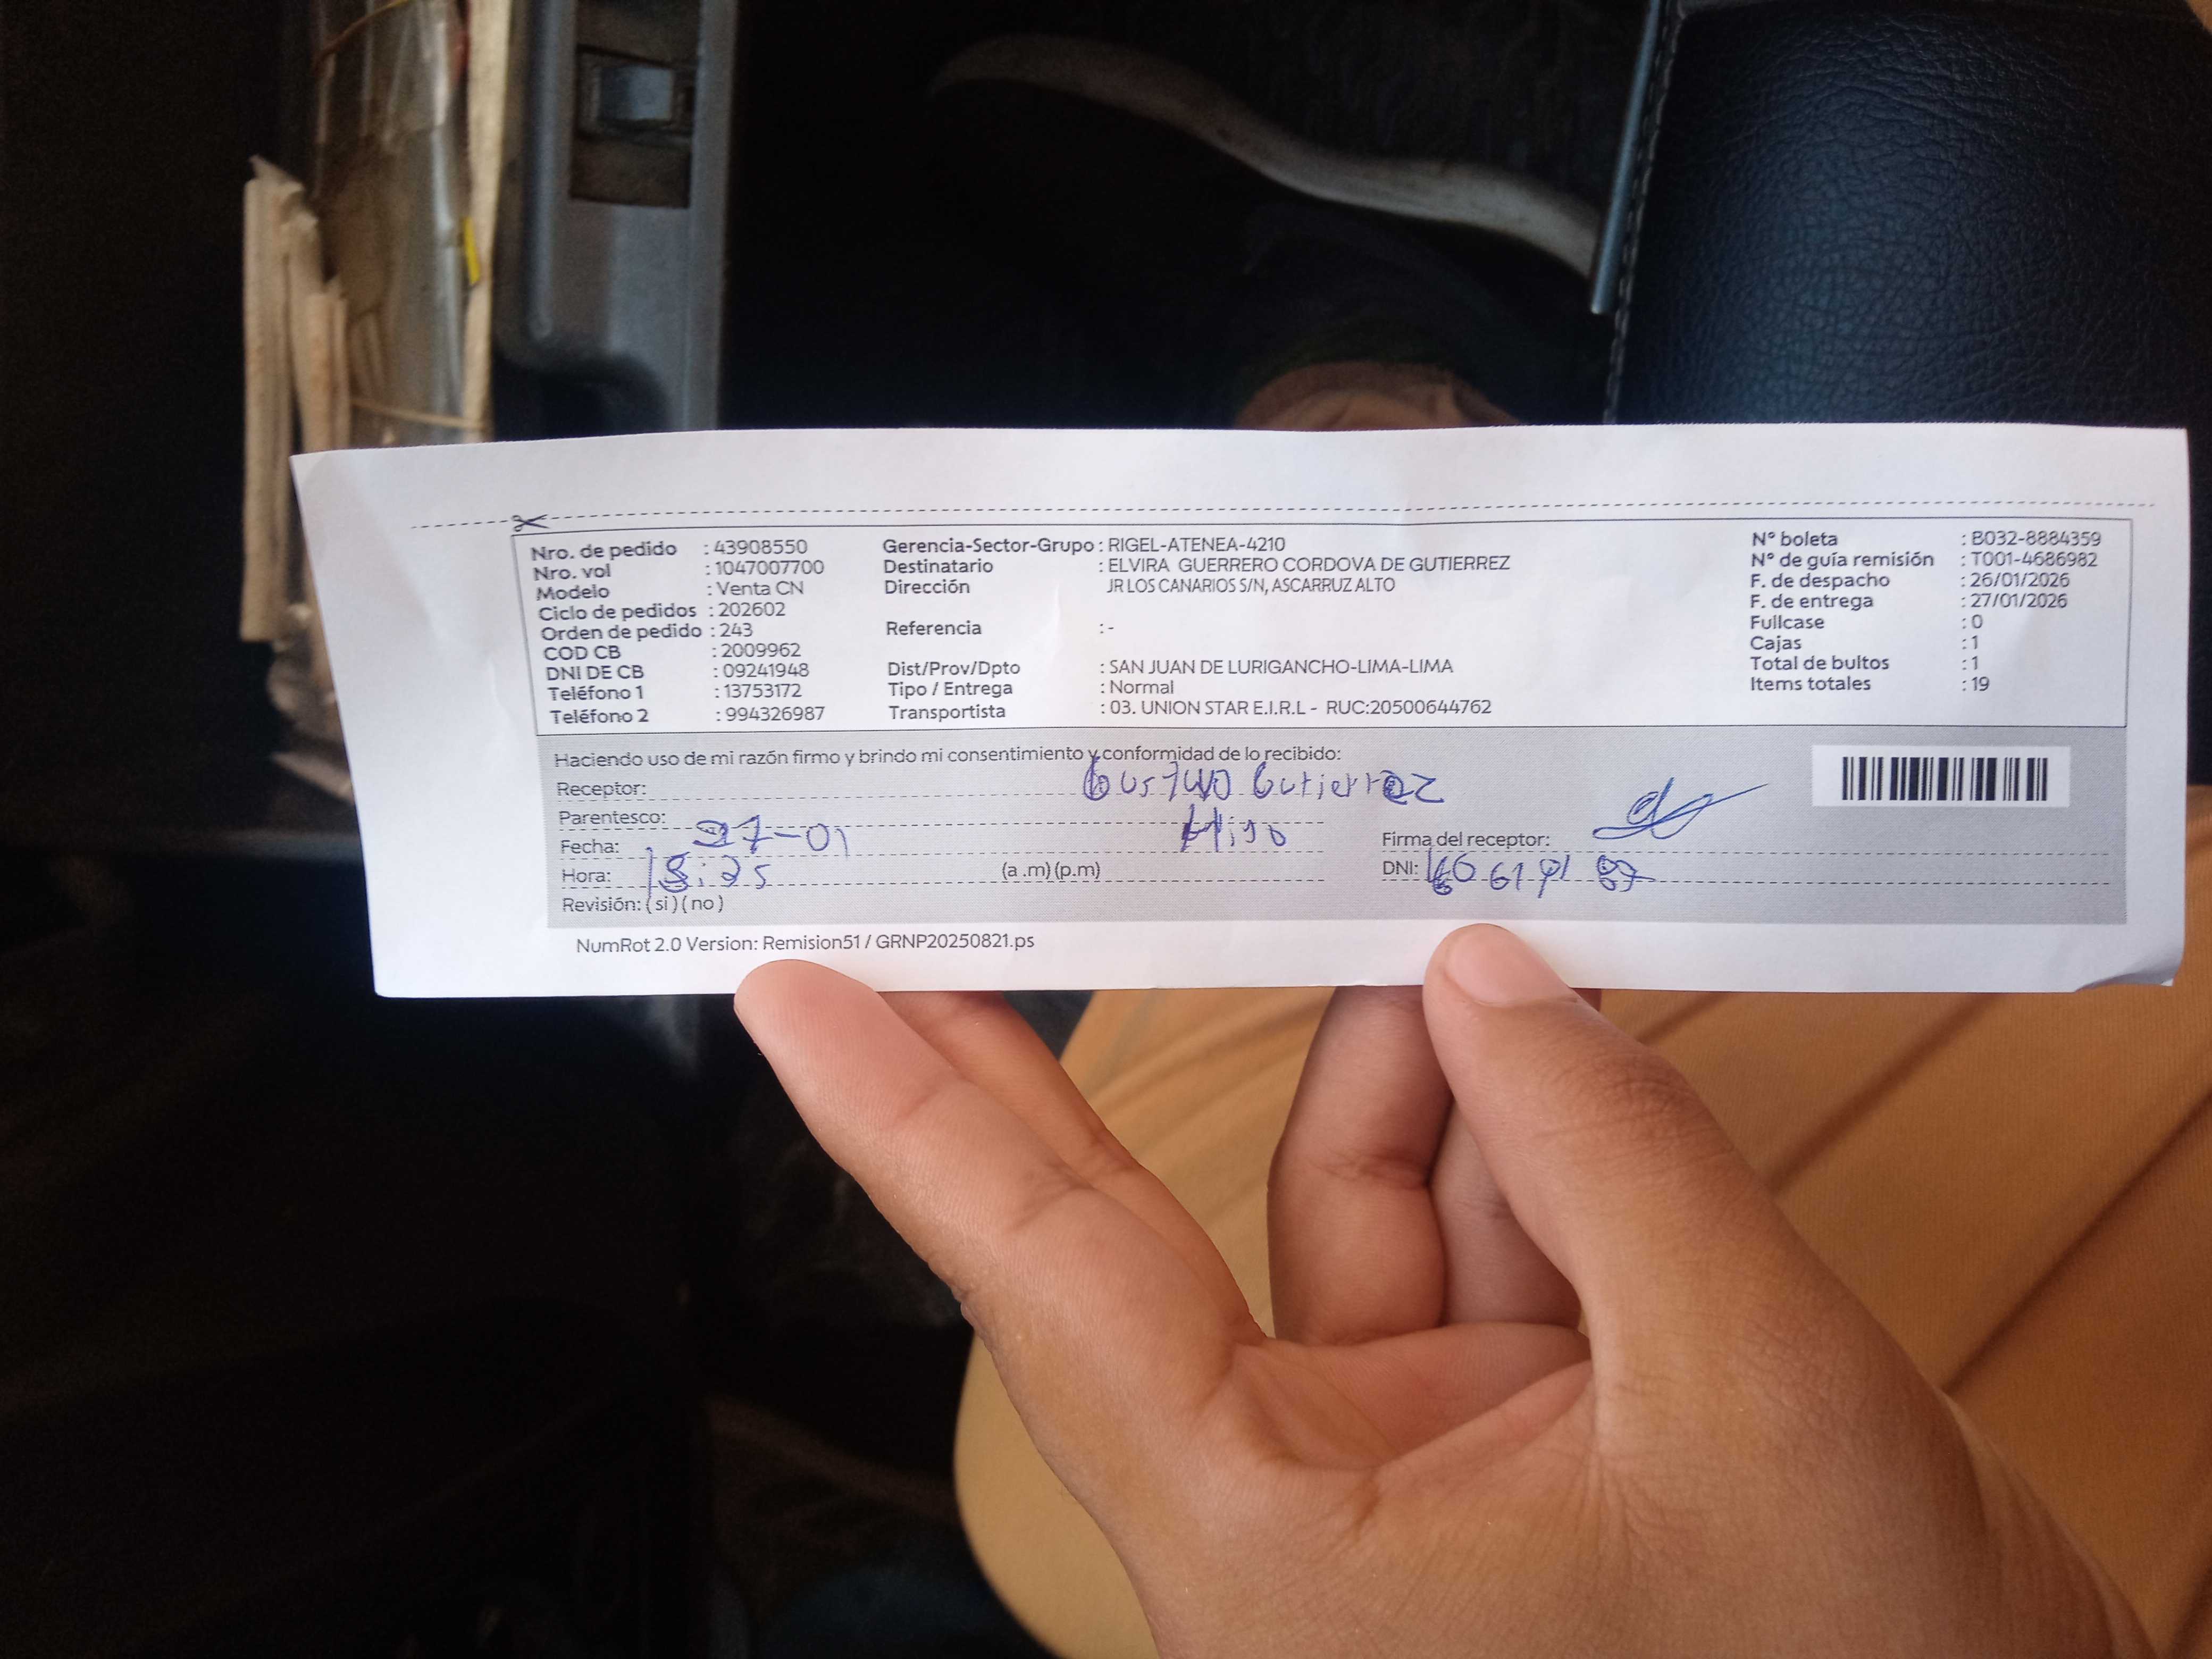 Nro. de pedido : 43908550 Gerencia-Sector-Grupo : RIGEL-ATENEA-4210 N° boleta : B032-8884359
Nro. vol : 1047007700 Destinatario : ELVIRA GUERRERO CORDOVA DE GUTIERREZ N° de guía remisión : T001-4686982
Modelo : Venta CN Dirección JR LOS CANARIOS S/N, ASCARRUZ ALTO F. de despacho : 26/01/2026
Ciclo de pedidos : 202602 F. de entrega : 27/01/2026
Orden de pedido : 243 Referencia : - Fullcase : 0
COD CB : 2009962 Cajas : 1
DNI DE CB : 09241948 Dist/Prov/Dpto : SAN JUAN DE LURIGANCHO-LIMA-LIMA Total de bultos : 1
Teléfono 1 : 13753172 Tipo / Entrega : Normal Items totales : 19
Teléfono 2 : 994326987 Transportista : 03. UNION STAR E.I.R.L - RUC:20500644762
Haciendo uso de mi razón firmo y brindo mi consentimiento y conformidad de lo recibido:
Receptor: Gustavo Gutierrez
Parentesco: Hijo
Fecha: 27-01 Firma del receptor:
Hora: (a .m) (p.m) DNI:
Revisión: ( si ) ( no )
NumRot 2.0 Version: Remision51 / GRNP20250821.ps